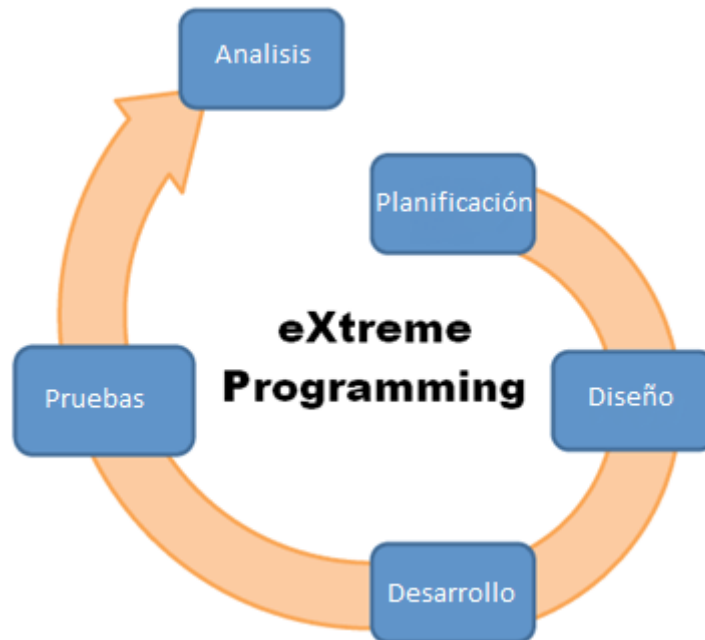 Analisis
Planificación
eXtreme
Programming
Pruebas
Diseño
Desarrollo